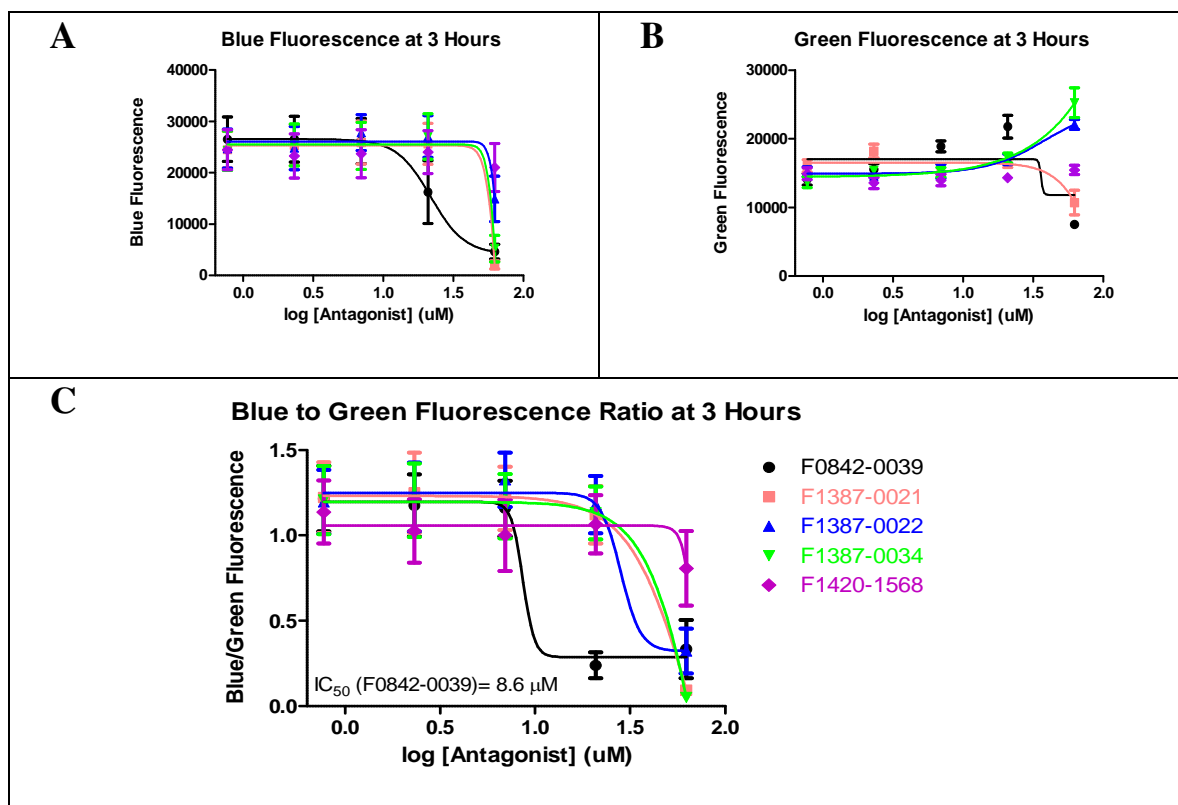 A
Blue Fluorescence at 3 Hours
Blue Fluorescence
40000
30000
20000
10000
0
0.0 0.5 1.0 1.5 2.0
log [Antagonist] (uM)
B
Green Fluorescence at 3 Hours
Green Fluorescence
30000
20000
10000
0
0.0 0.5 1.0 1.5 2.0
log [Antagonist] (uM)
C
Blue to Green Fluorescence Ratio at 3 Hours
Blue/Green Fluorescence
1.5
1.0
0.5
0.0
IC50 (F0842-0039)= 8.6 μM
0.0 0.5 1.0 1.5 2.0
log [Antagonist] (uM)
F0842-0039
F1387-0021
F1387-0022
F1387-0034
F1420-1568